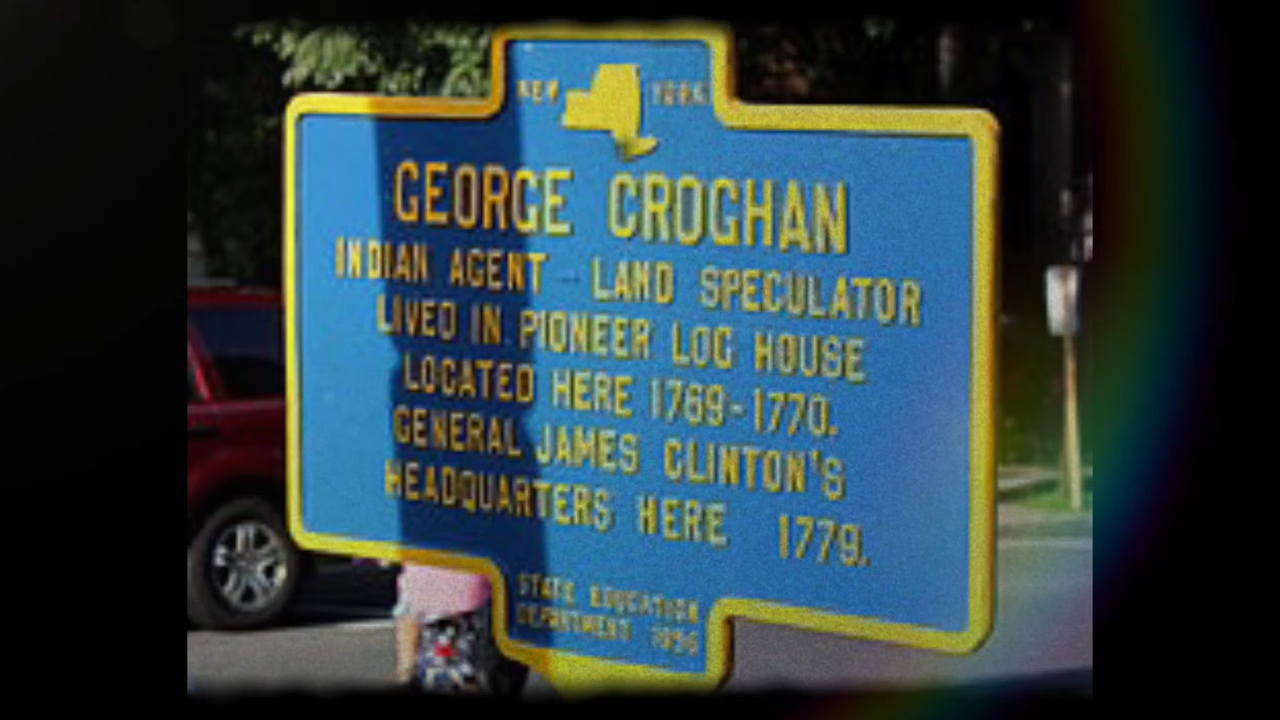 NEW YORK
GEORGE CROGHAN
INDIAN AGENT - LAND SPECULATOR
LIVED IN PIONEER LOG HOUSE
LOCATED HERE 1769-1770.
GENERAL JAMES CLINTON'S
HEADQUARTERS HERE 1779.
STATE EDUCATION
DEPARTMENT